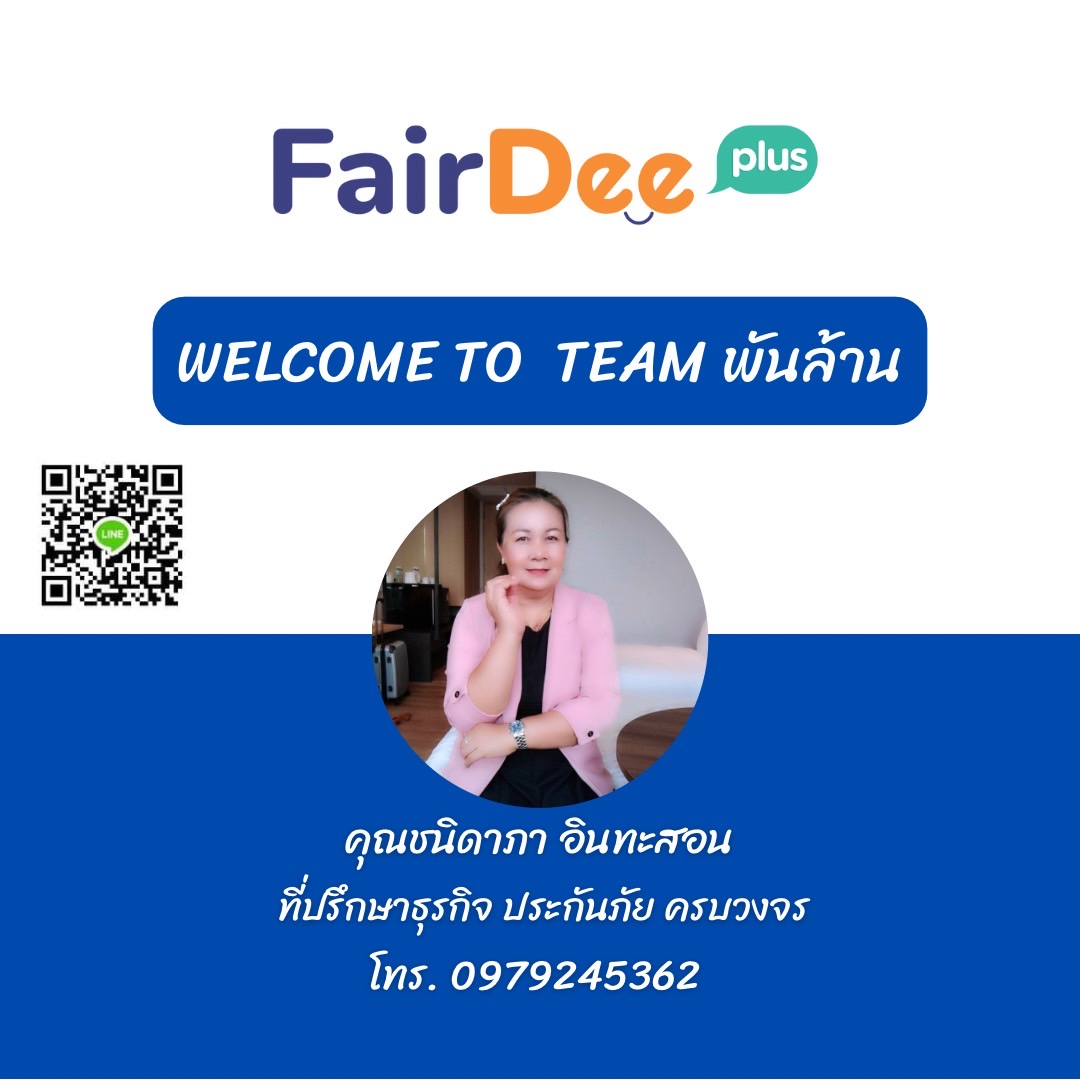 FairDee plus
WELCOME TO TEAM พันล้าน
LINE
คุณชนิดาภา อินทะสอน
ที่ปรึกษาธุรกิจ ประกันภัย ครบวงจร
โทร. 0979245362